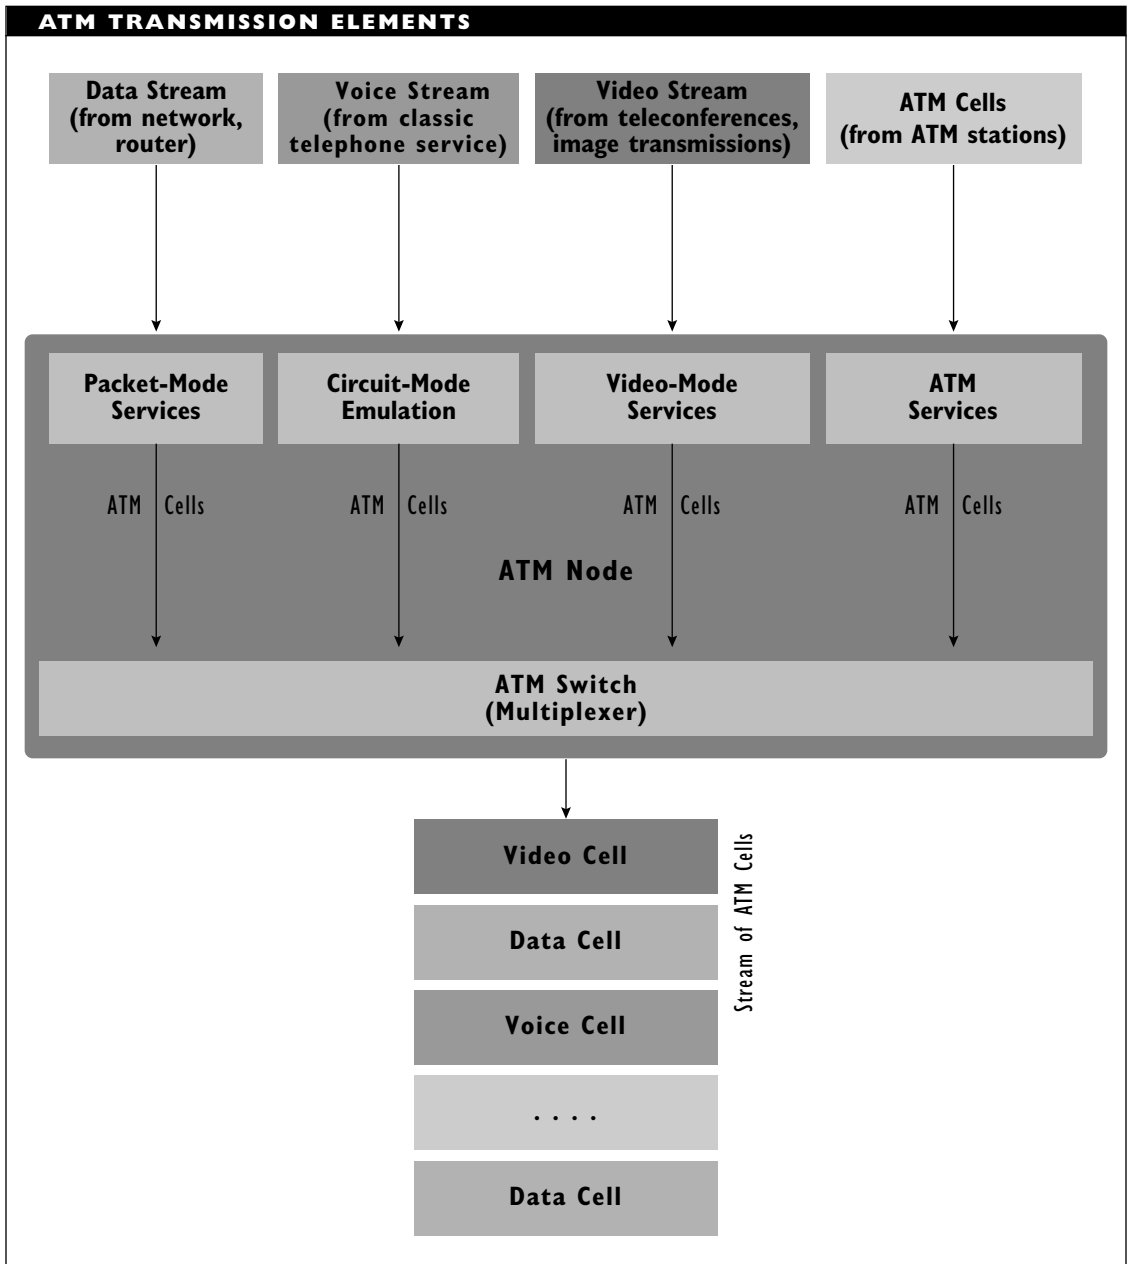 ATM TRANSMISSION ELEMENTS
Data Stream
(from network,
router)
Voice Stream
(from classic
telephone service)
Video Stream
(from teleconferences,
image transmissions)
ATM Cells
(from ATM stations)
Packet-Mode
Services
Circuit-Mode
Emulation
Video-Mode
Services
ATM
Services
ATM Cells
ATM Cells
ATM Cells
ATM Cells
ATM Node
ATM Switch
(Multiplexer)
Video Cell
Data Cell
Voice Cell
. . . .
Data Cell
Stream of ATM Cells